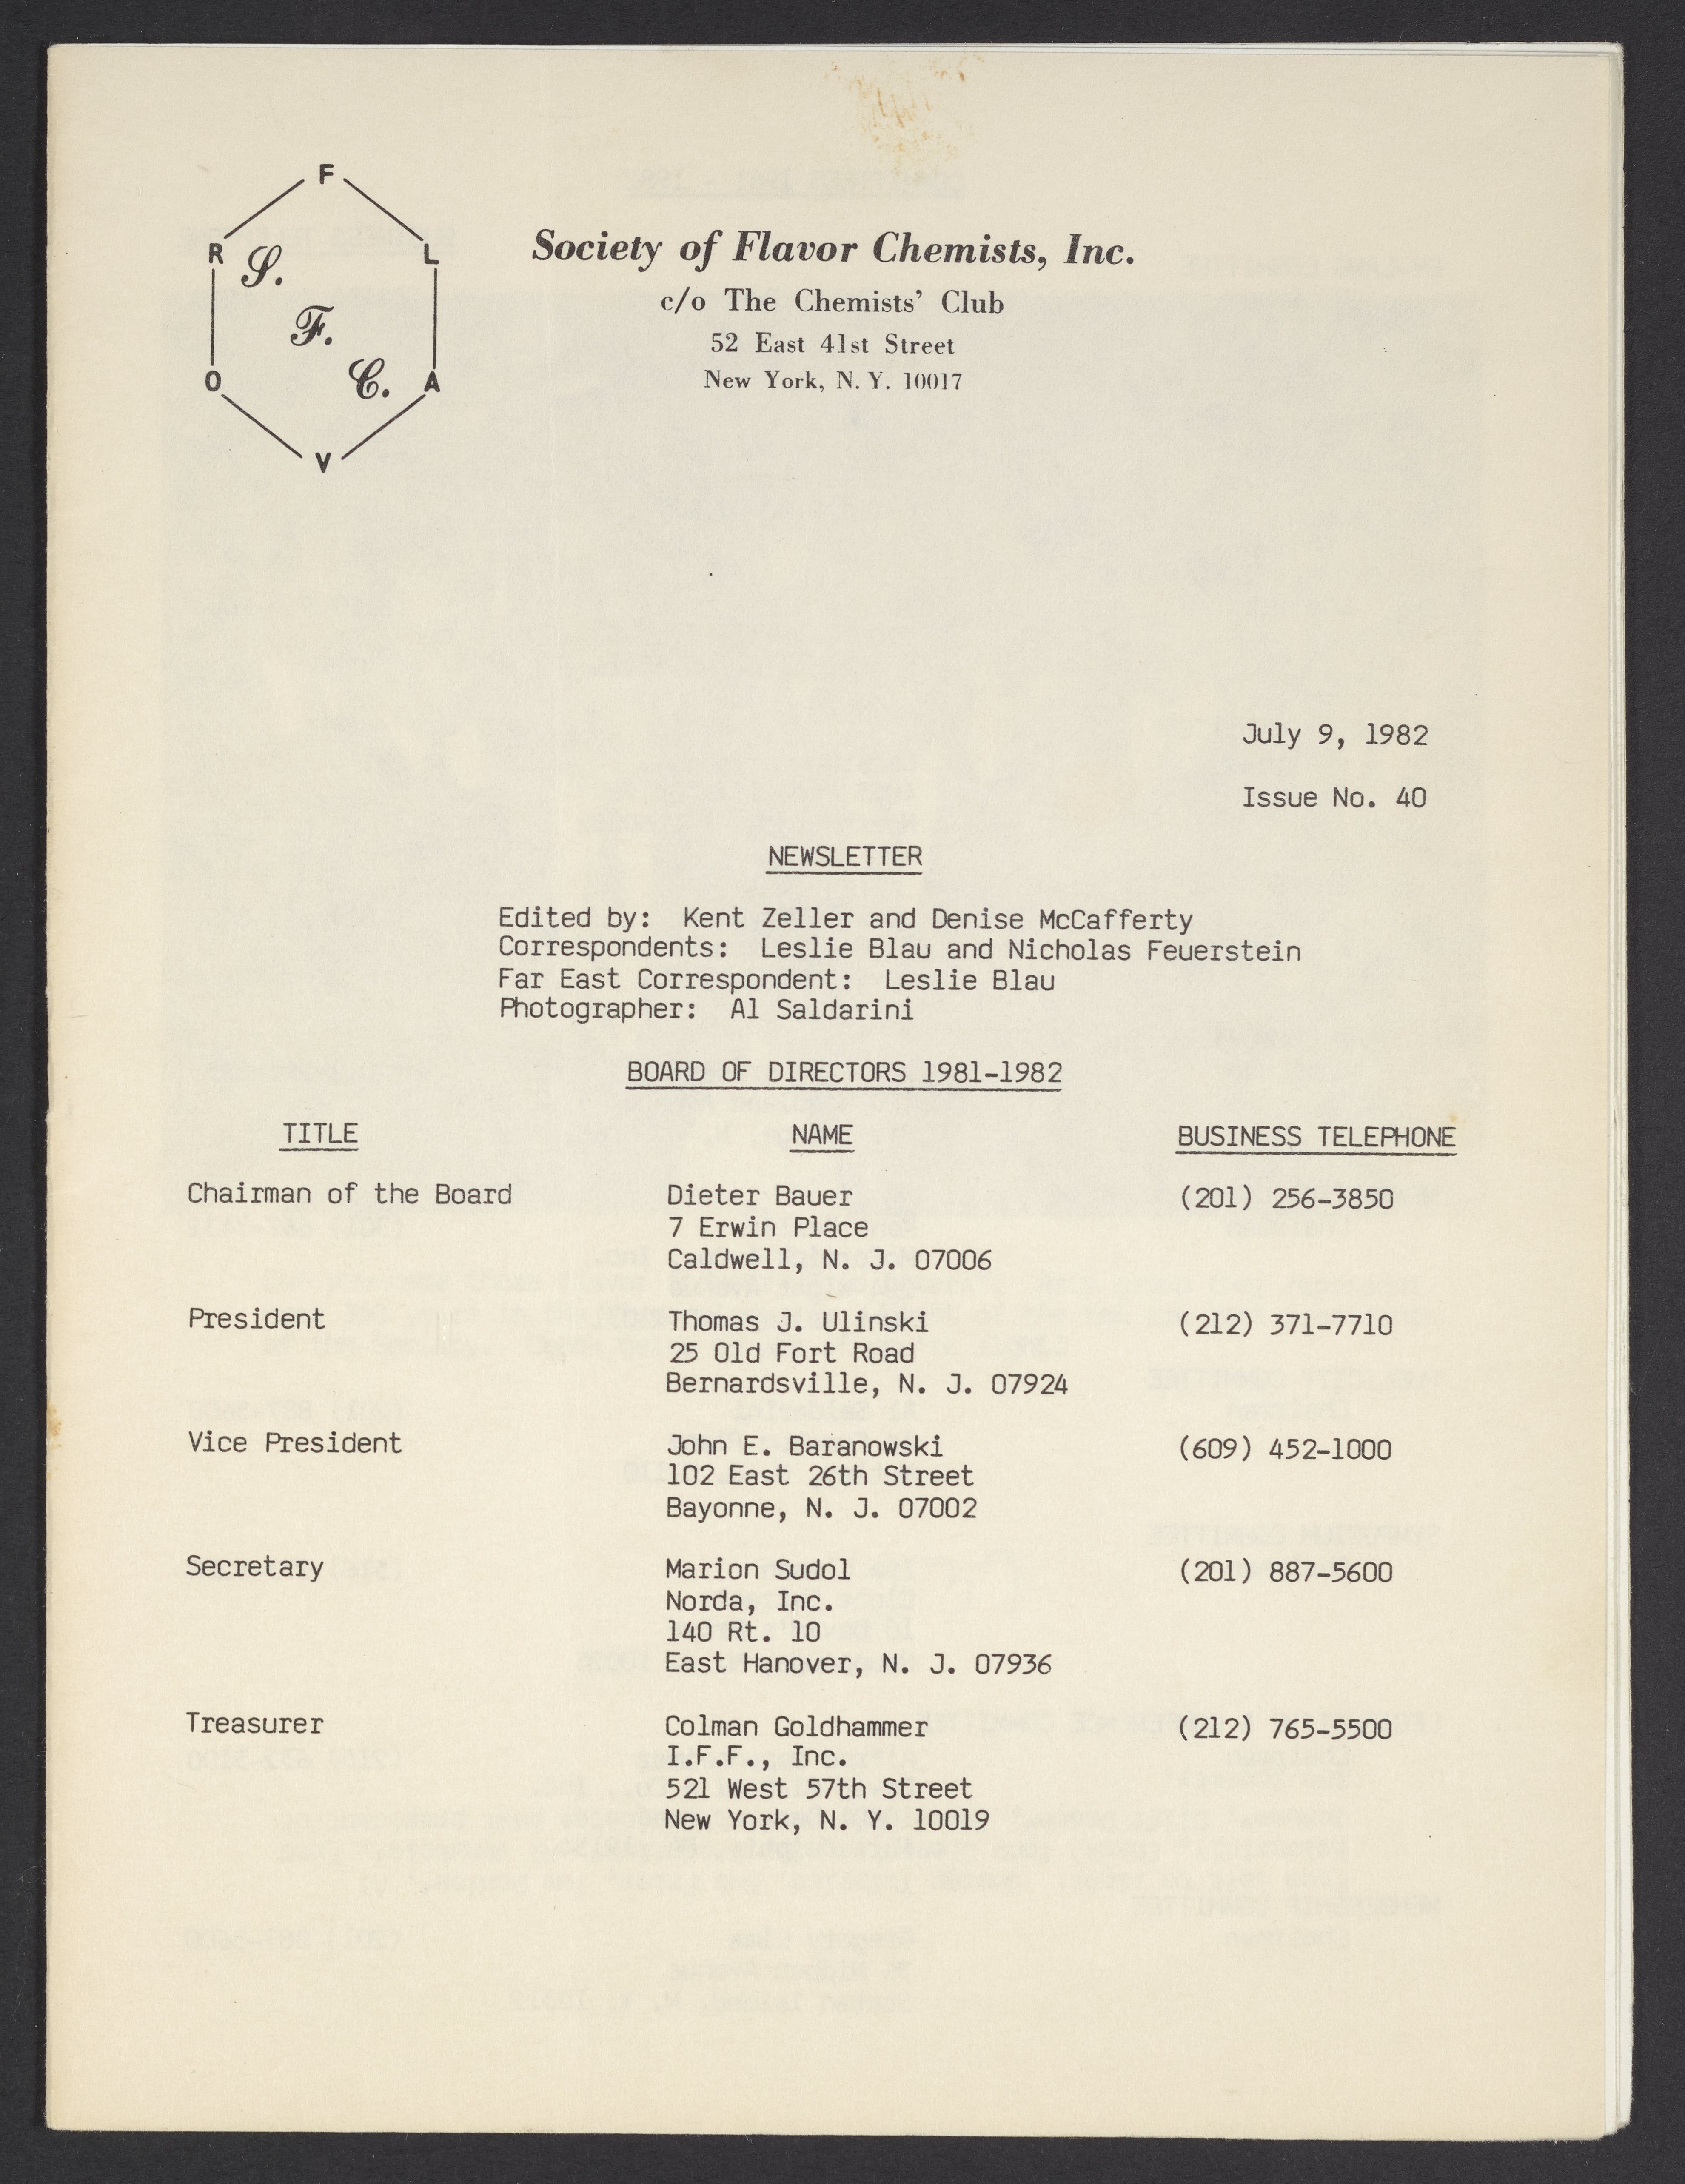 F
R L
S.
F.
C.
O A
V
Society of Flavor Chemists, Inc.
c/o The Chemists' Club
52 East 41st Street
New York, N. Y. 10017
July 9, 1982
Issue No. 40
NEWSLETTER
Edited by: Kent Zeller and Denise McCafferty
Correspondents: Leslie Blau and Nicholas Feuerstein
Far East Correspondent: Leslie Blau
Photographer: Al Saldarini
BOARD OF DIRECTORS 1981-1982
TITLE NAME BUSINESS TELEPHONE
Chairman of the Board Dieter Bauer (201) 256-3850
7 Erwin Place
Caldwell, N. J. 07006
President Thomas J. Ulinski (212) 371-7710
25 Old Fort Road
Bernardsville, N. J. 07924
Vice President John E. Baranowski (609) 452-1000
102 East 26th Street
Bayonne, N. J. 07002
Secretary Marion Sudol (201) 887-5600
Norda, Inc.
140 Rt. 10
East Hanover, N. J. 07936
Treasurer Colman Goldhammer (212) 765-5500
I.F.F., Inc.
521 West 57th Street
New York, N. Y. 10019